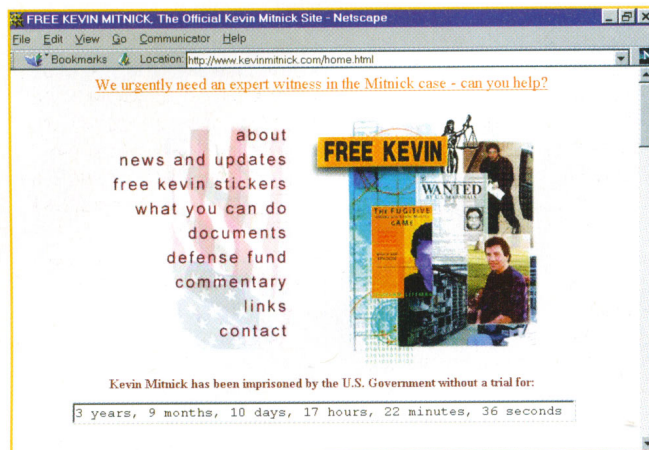 FREE KEVIN MITNICK, The Official Kevin Mitnick Site - Netscape
File Edit View Go Communicator Help
Bookmarks Location: http://www.kevinmitnick.com/home.html
N
We urgently need an expert witness in the Mitnick case - can you help?
about
news and updates
free kevin stickers
what you can do
documents
defense fund
commentary
links
contact
FREE KEVIN
WANTED
BY U.S. MARSHALS
THE FUGITIVE
GAME
Kevin Mitnick has been imprisoned by the U.S. Government without a trial for:
3 years, 9 months, 10 days, 17 hours, 22 minutes, 36 seconds